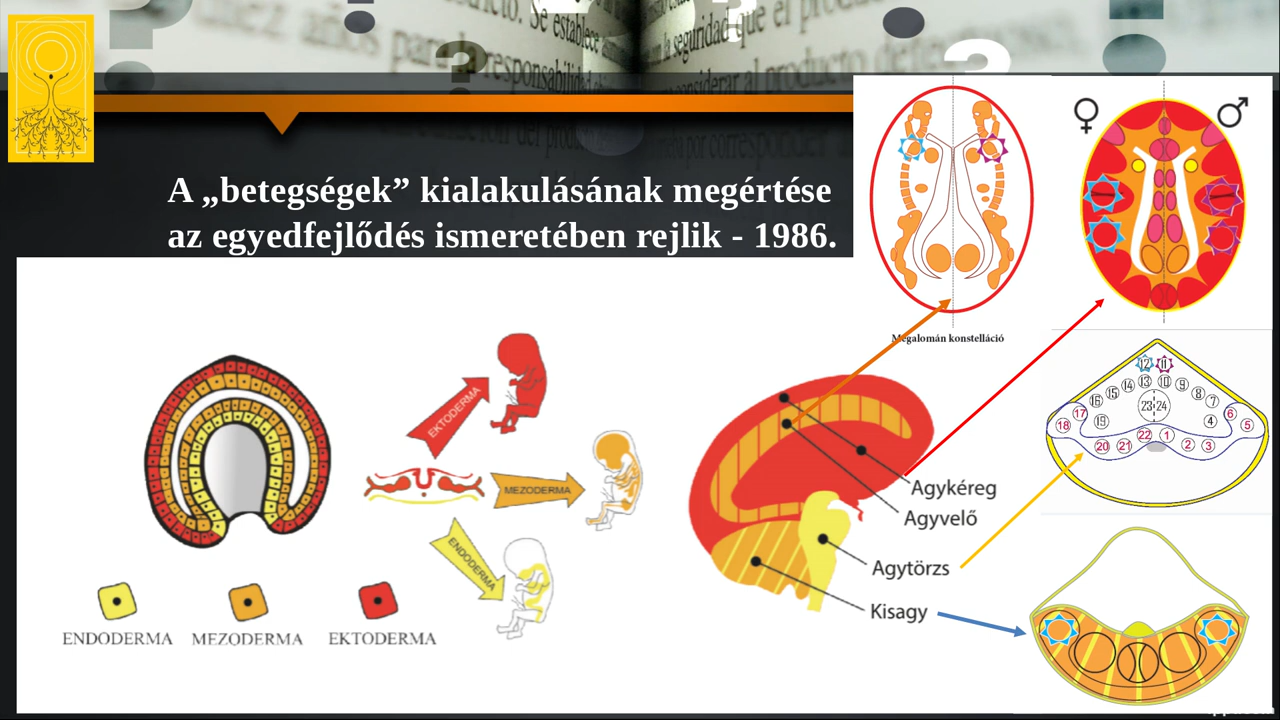 A „betegségek” kialakulásának megértése
az egyedfejlődés ismeretében rejlik - 1986.
♀ ♂
Megalomán konstelláció
EKTODERMA
MEZODERMA
ENDODERMA
ENDODERMA MEZODERMA EKTODERMA
Agykéreg
Agyvelő
Agytörzs
Kisagy
12 11
16 15 14 13 10 9 8 7
23 24
18 17 19 4 6 5
20 21 22 1 2 3